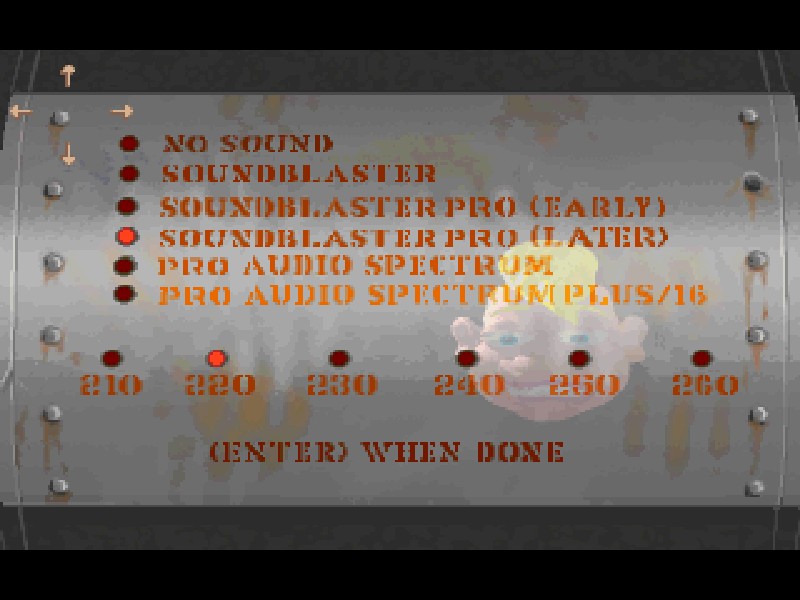 NO SOUND
SOUNDBLASTER
SOUNDBLASTER PRO (EARLY)
SOUNDBLASTER PRO (LATER)
PRO AUDIO SPECTRUM
PRO AUDIO SPECTRUM PLUS/16
210 220 230 240 250 260
(ENTER) WHEN DONE